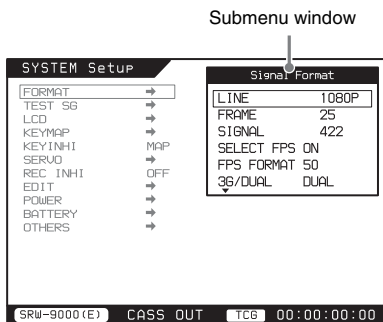 Submenu window
SYSTEM Setup
FORMAT ➔
TEST SG ➔
LCD ➔
KEYMAP ➔
KEYINHI MAP
SERVO ➔
REC INHI OFF
EDIT ➔
POWER ➔
BATTERY ➔
OTHERS ➔
Signal Format
LINE 1080P
FRAME 25
SIGNAL 422
SELECT FPS ON
FPS FORMAT 50
3G/DUAL DUAL
SRW-9000(E) CASS OUT TCG 00:00:00:00